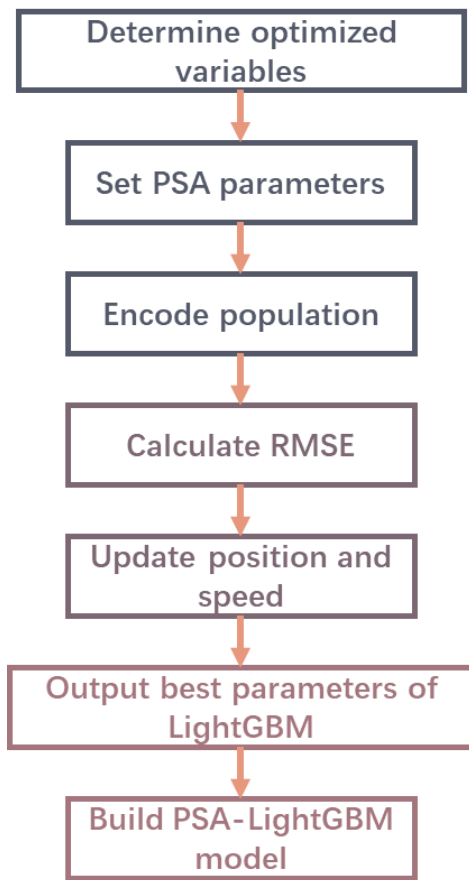 Determine optimized
variables
Set PSA parameters
Encode population
Calculate RMSE
Update position and
speed
Output best parameters of
LightGBM
Build PSA-LightGBM
model